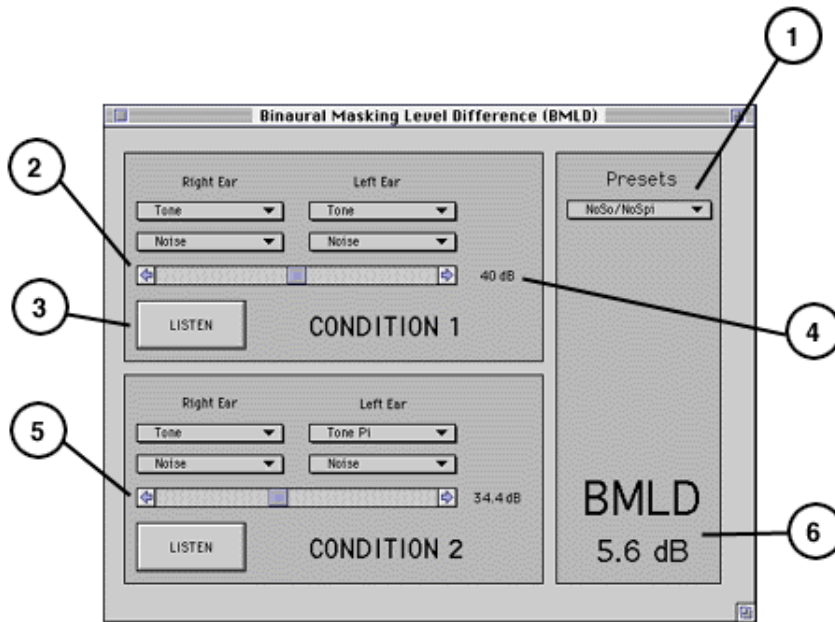 1
Binaural Masking Level Difference (BMLD)
2
Right Ear Left Ear
Presets
Tone Tone
NoSo/NoSpi
Noise Noise
40 dB
3
LISTEN
CONDITION 1
4
Right Ear Left Ear
5
Tone Tone Pi
Noise Noise
34.4 dB
BMLD
LISTEN
CONDITION 2
5.6 dB
6